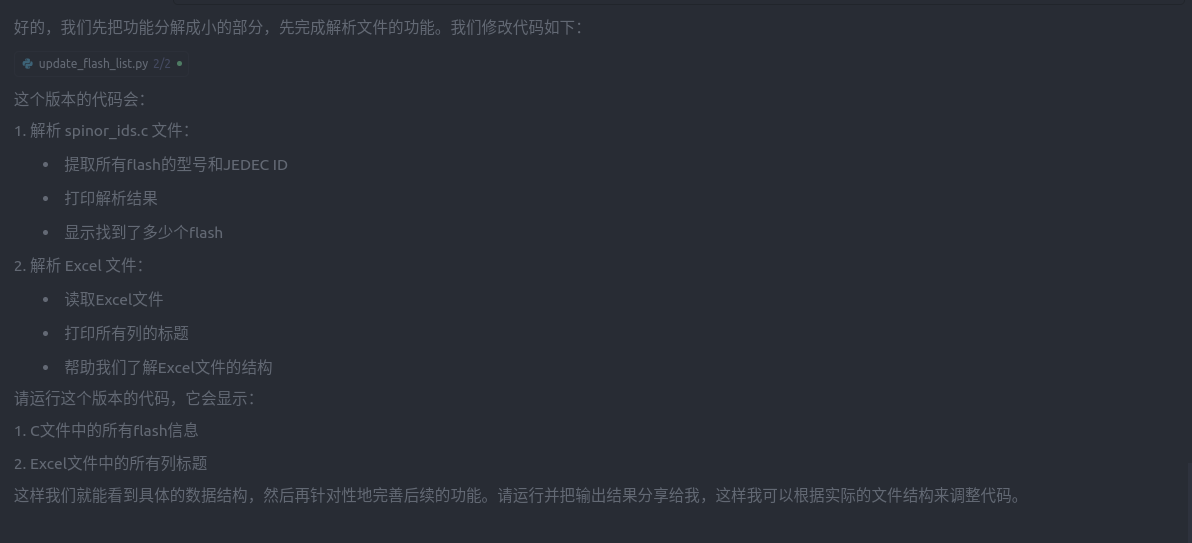 好的，我们先把功能分解成小的部分，先完成解析文件的功能。我们修改代码如下：
update_flash_list.py 2/2 •
这个版本的代码会：
1. 解析 spinor_ids.c 文件：
• 提取所有flash的型号和JEDEC ID
• 打印解析结果
• 显示找到了多少个flash
2. 解析 Excel 文件：
• 读取Excel文件
• 打印所有列的标题
• 帮助我们了解Excel文件的结构
请运行这个版本的代码，它会显示：
1. C文件中的所有flash信息
2. Excel文件中的所有列标题
这样我们就能看到具体的数据结构，然后再针对性地完善后续的功能。请运行并把输出结果分享给我，这样我可以根据实际的文件结构来调整代码。